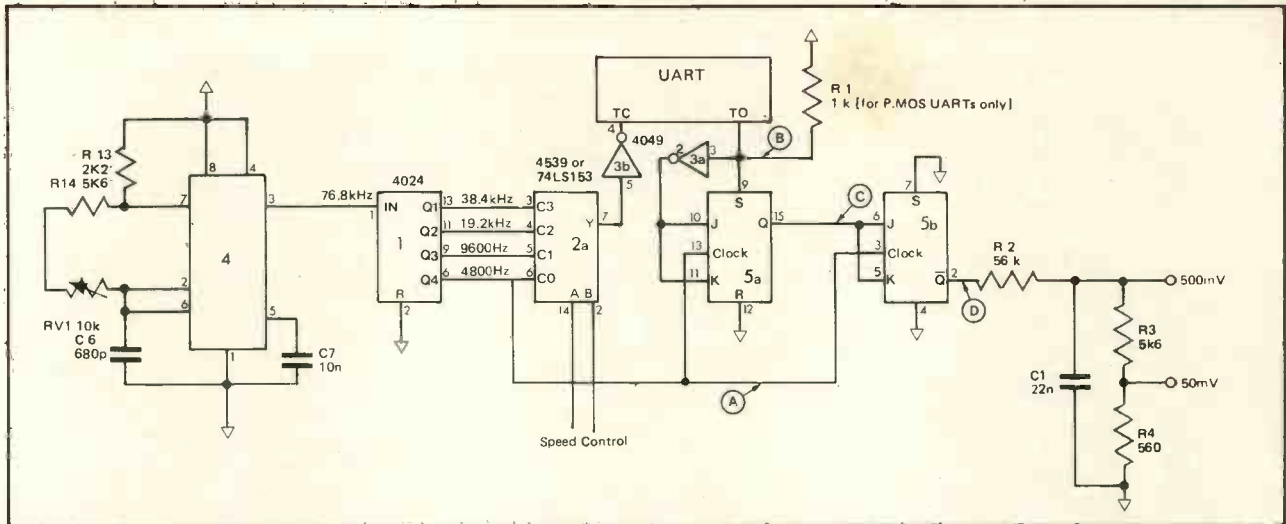 R 13
2K2
R14 5K6
RV1 10k
C 6
680p
8
4
7
3
4
2
6
5
1
C7
10n
76.8kHz
4024
1
IN
1
R
2
Q1
13
38.4kHz
3
C3
Q2
11
19.2kHz
4
C2
Q3
9
9600Hz
5
C1
Q4
6
4800Hz
6
C0
4539 or
74LS153
2a
Y
7
A
B
14
2
Speed Control
UART
TC
TO
4
4049
3b
5
2
3a
3
B
R 1
1 k (for P.MOS UARTs only)
9
S
10
J
Q
15
13
Clock
11
K
5a
R
12
C
A
7
S
5b
6
J
3
Clock
5
K
Q
2
4
D
R 2
56 k
C1
22n
R3
5k6
R4
560
500mV
50mV